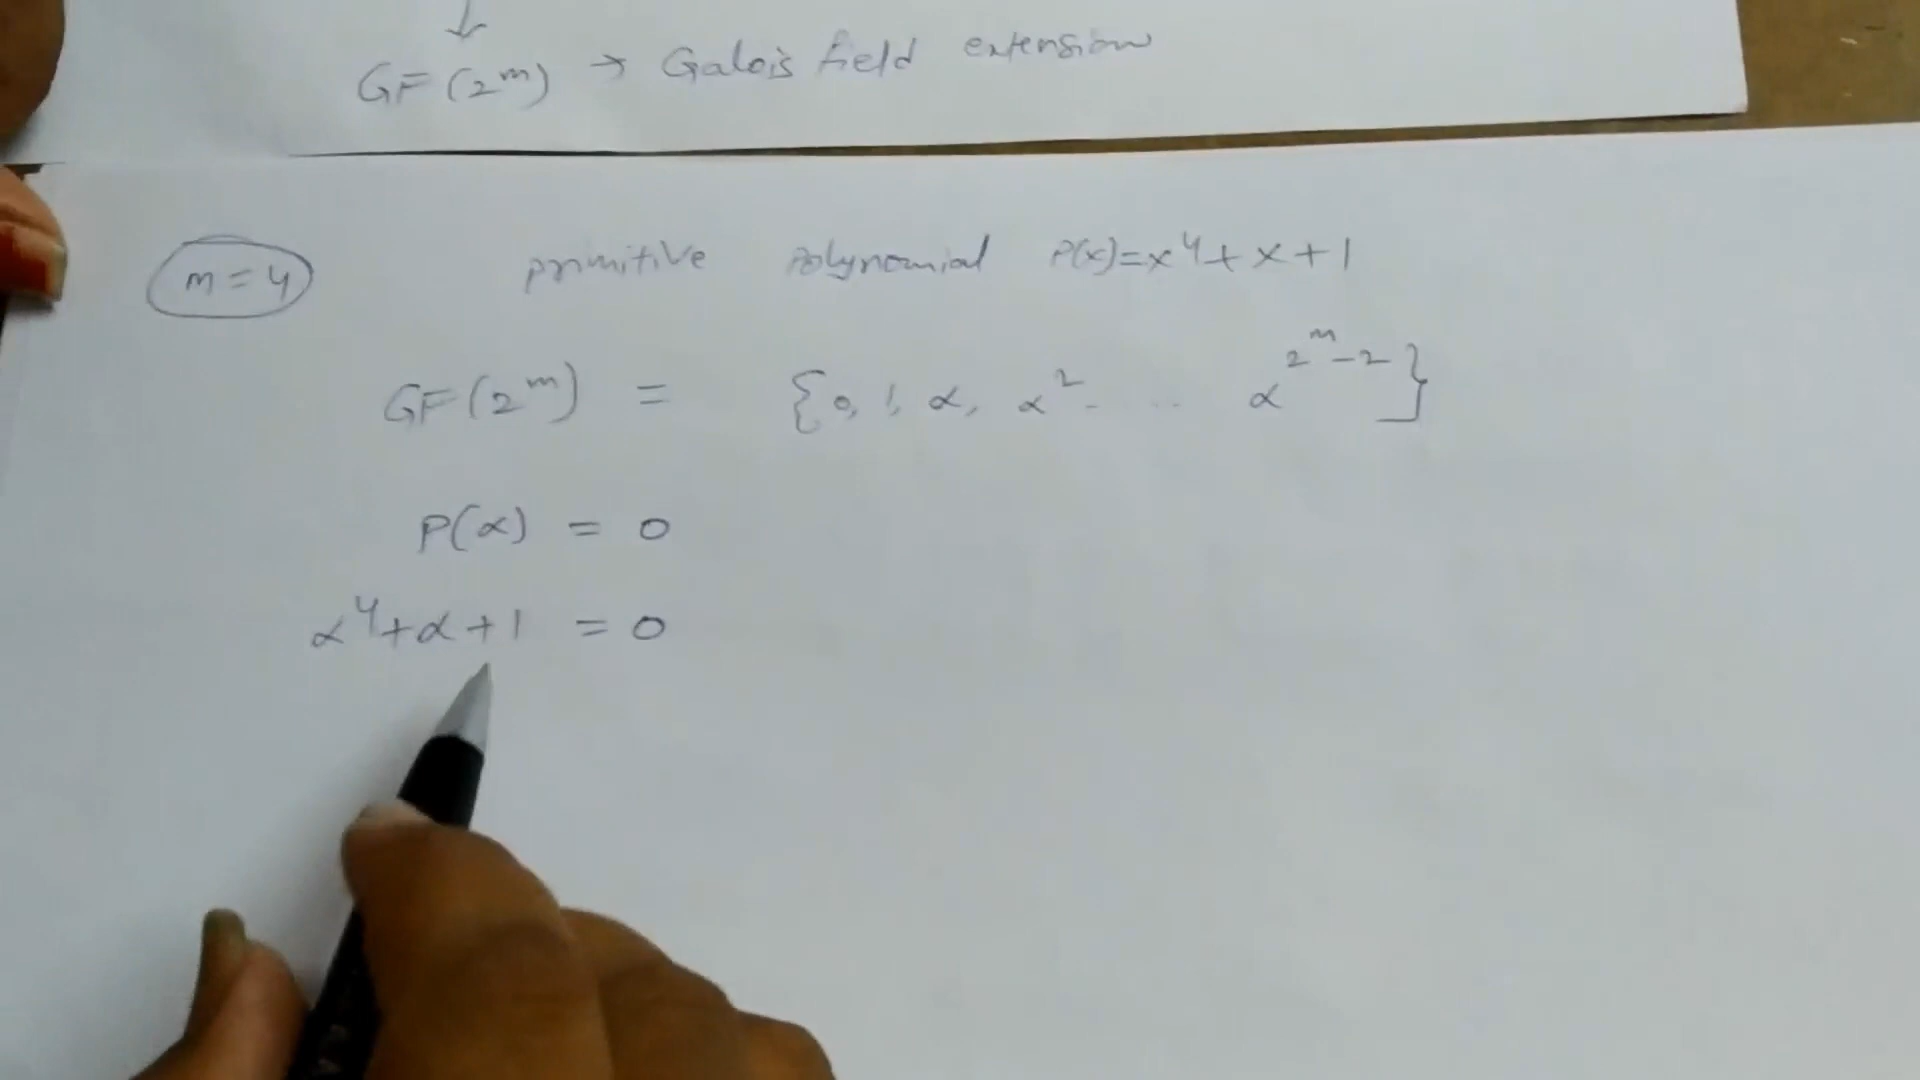 GF(2^m) → Galois field extension
m = 4 primitive polynomial P(x)=x^4+x+1
GF(2^m) = {0, 1, α, α^2 - .. α^{2^m-2}}
P(α) = 0
α^4+α+1 = 0